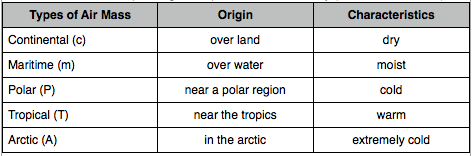 Types of Air Mass Origin Characteristics
Continental (c) over land dry
Maritime (m) over water moist
Polar (P) near a polar region cold
Tropical (T) near the tropics warm
Arctic (A) in the arctic extremely cold